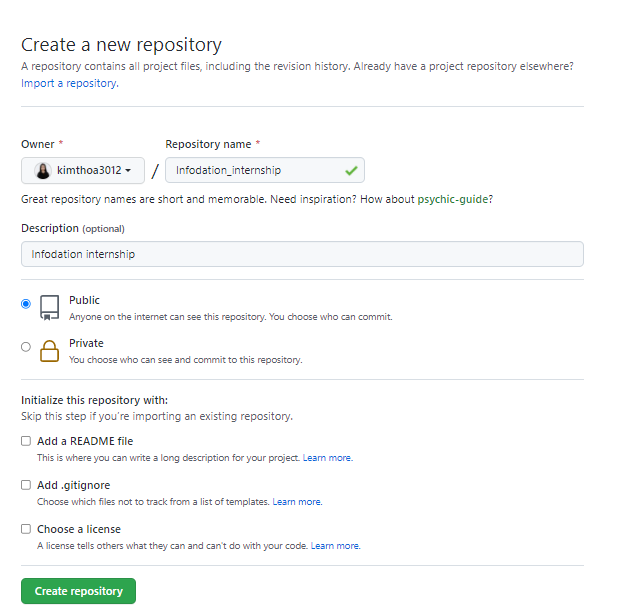 Create a new repository
A repository contains all project files, including the revision history. Already have a project repository elsewhere?
Import a repository.
Owner * Repository name *
kimthoa3012 / Infodation_internship
Great repository names are short and memorable. Need inspiration? How about psychic-guide?
Description (optional)
Infodation internship
Public
Anyone on the internet can see this repository. You choose who can commit.
Private
You choose who can see and commit to this repository.
Initialize this repository with:
Skip this step if you're importing an existing repository.
Add a README file
This is where you can write a long description for your project. Learn more.
Add .gitignore
Choose which files not to track from a list of templates. Learn more.
Choose a license
A license tells others what they can and can't do with your code. Learn more.
Create repository